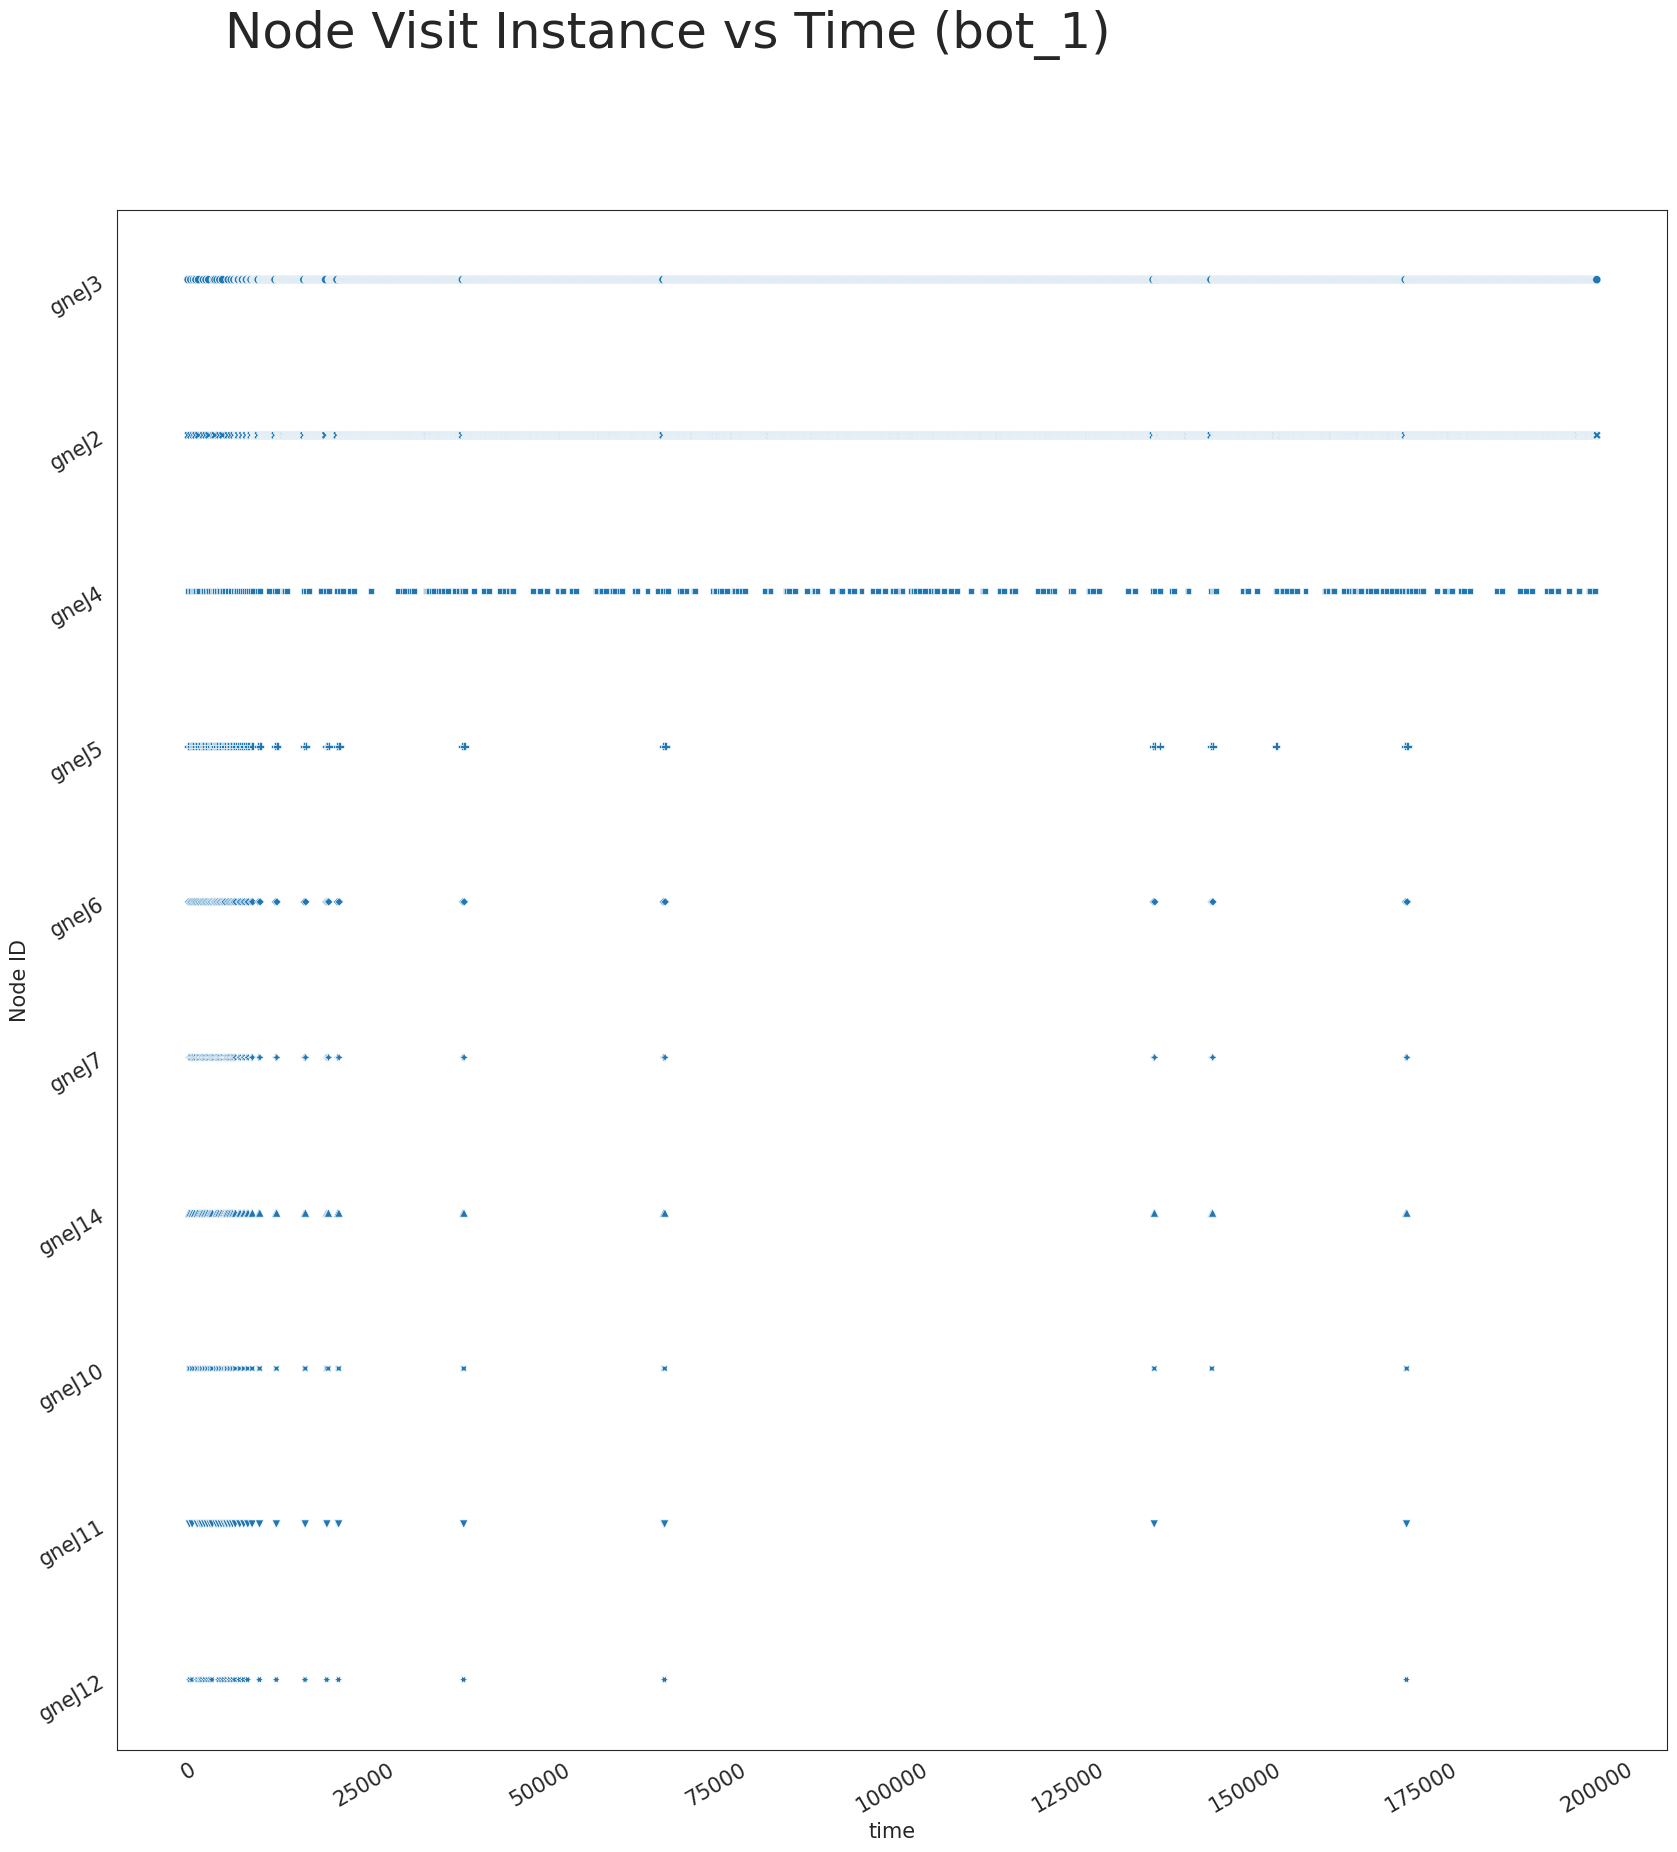 Node Visit Instance vs Time (bot_1)
gneJ3
gneJ2
gneJ4
gneJ5
gneJ6
Node ID
gneJ7
gneJ14
gneJ10
gneJ11
gneJ12
0
25000
50000
75000
100000
125000
150000
175000
200000
time